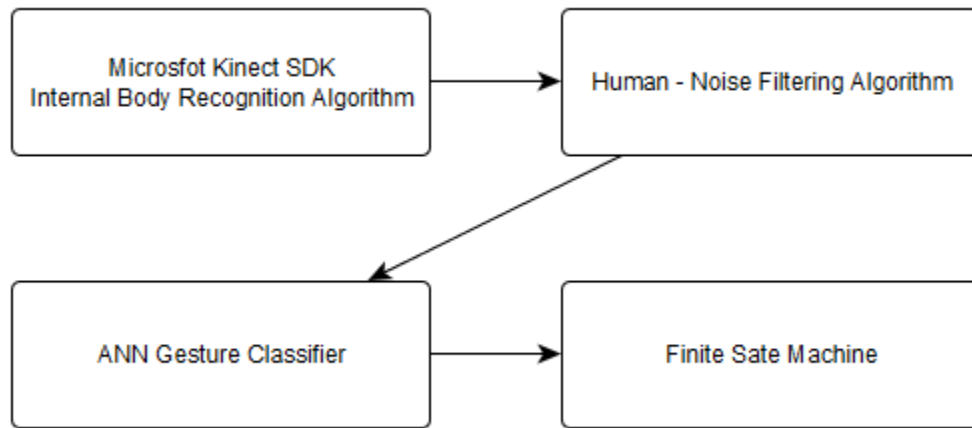 Microsfot Kinect SDK
Internal Body Recognition Algorithm
Human - Noise Filtering Algorithm
ANN Gesture Classifier
Finite Sate Machine